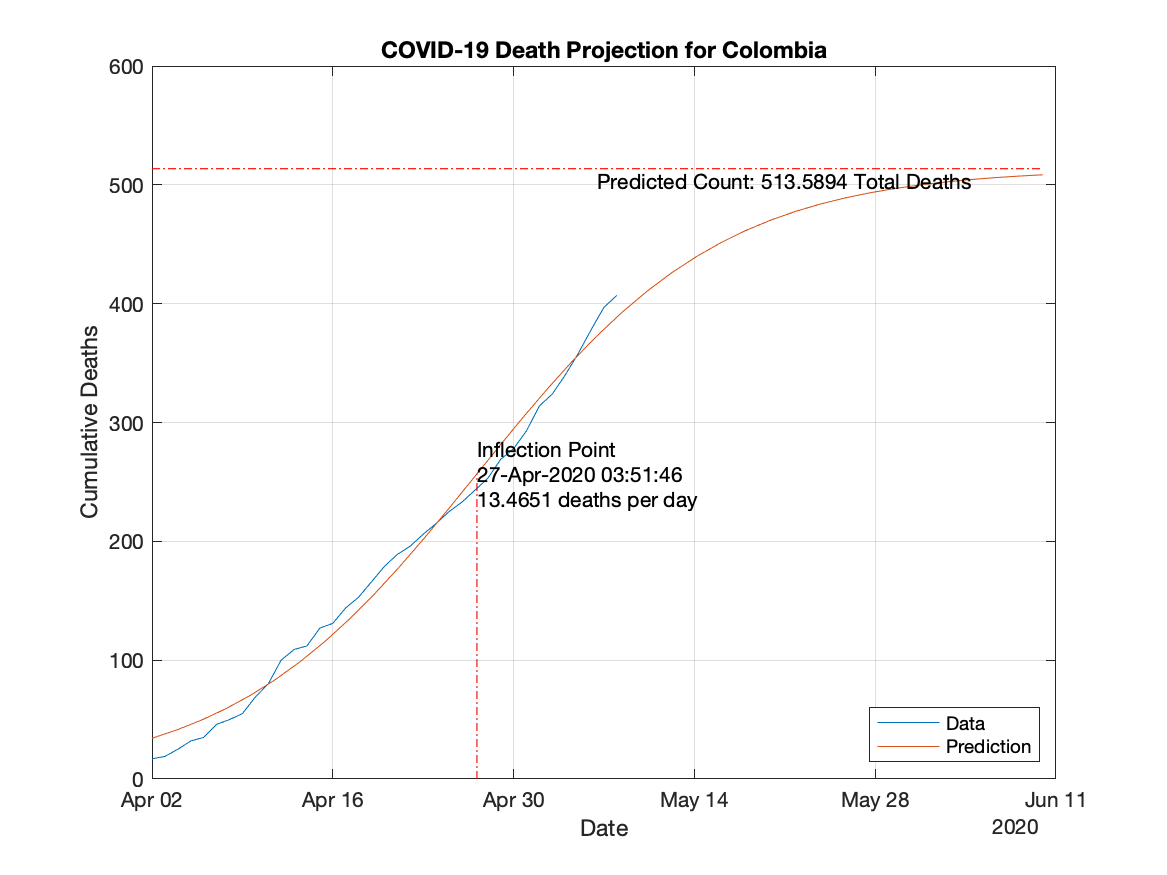 COVID-19 Death Projection for Colombia
600
500
400
300
200
100
0
Cumulative Deaths
Predicted Count: 513.5894 Total Deaths
Inflection Point
27-Apr-2020 03:51:46
13.4651 deaths per day
Data
Prediction
Apr 02 Apr 16 Apr 30 May 14 May 28 Jun 11
Date
2020